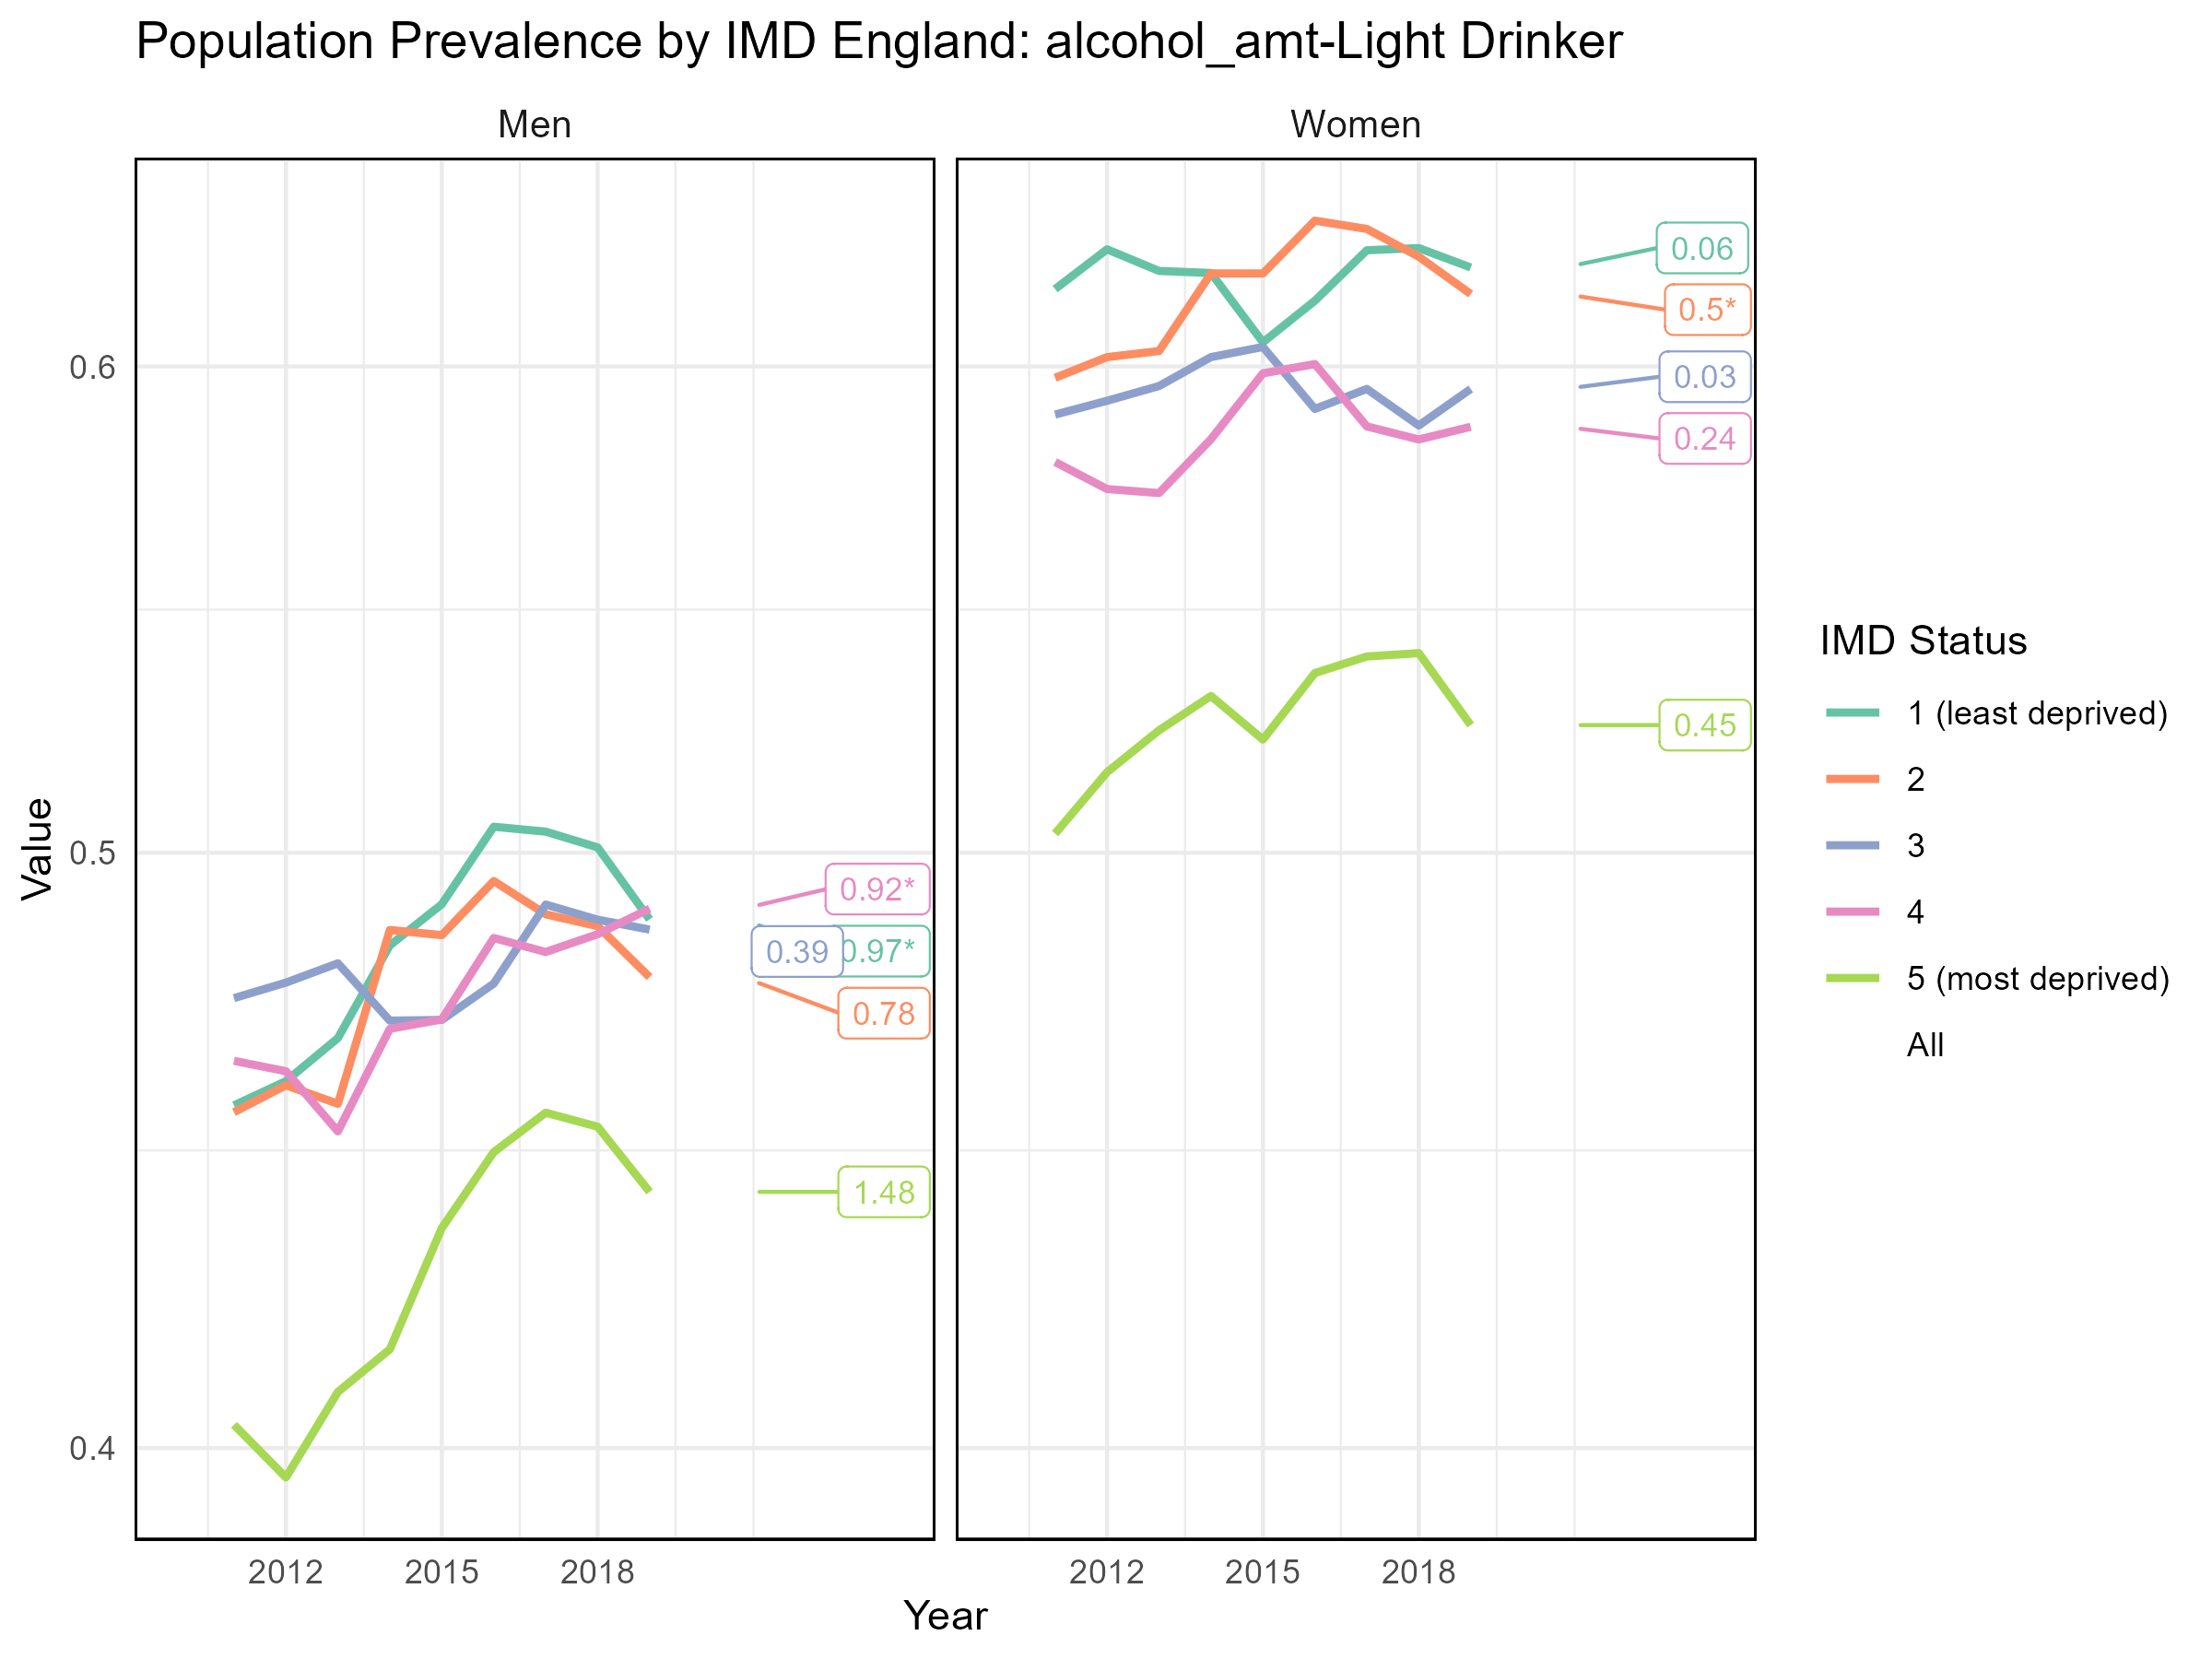 Population Prevalence by IMD England: alcohol_amt-Light Drinker
Men
Women
Value
0.6
0.5
0.4
0.92*
0.39
0.97*
0.78
1.48
0.06
0.5*
0.03
0.24
0.45
2012
2015
2018
2012
2015
2018
Year
IMD Status
1 (least deprived)
2
3
4
5 (most deprived)
All